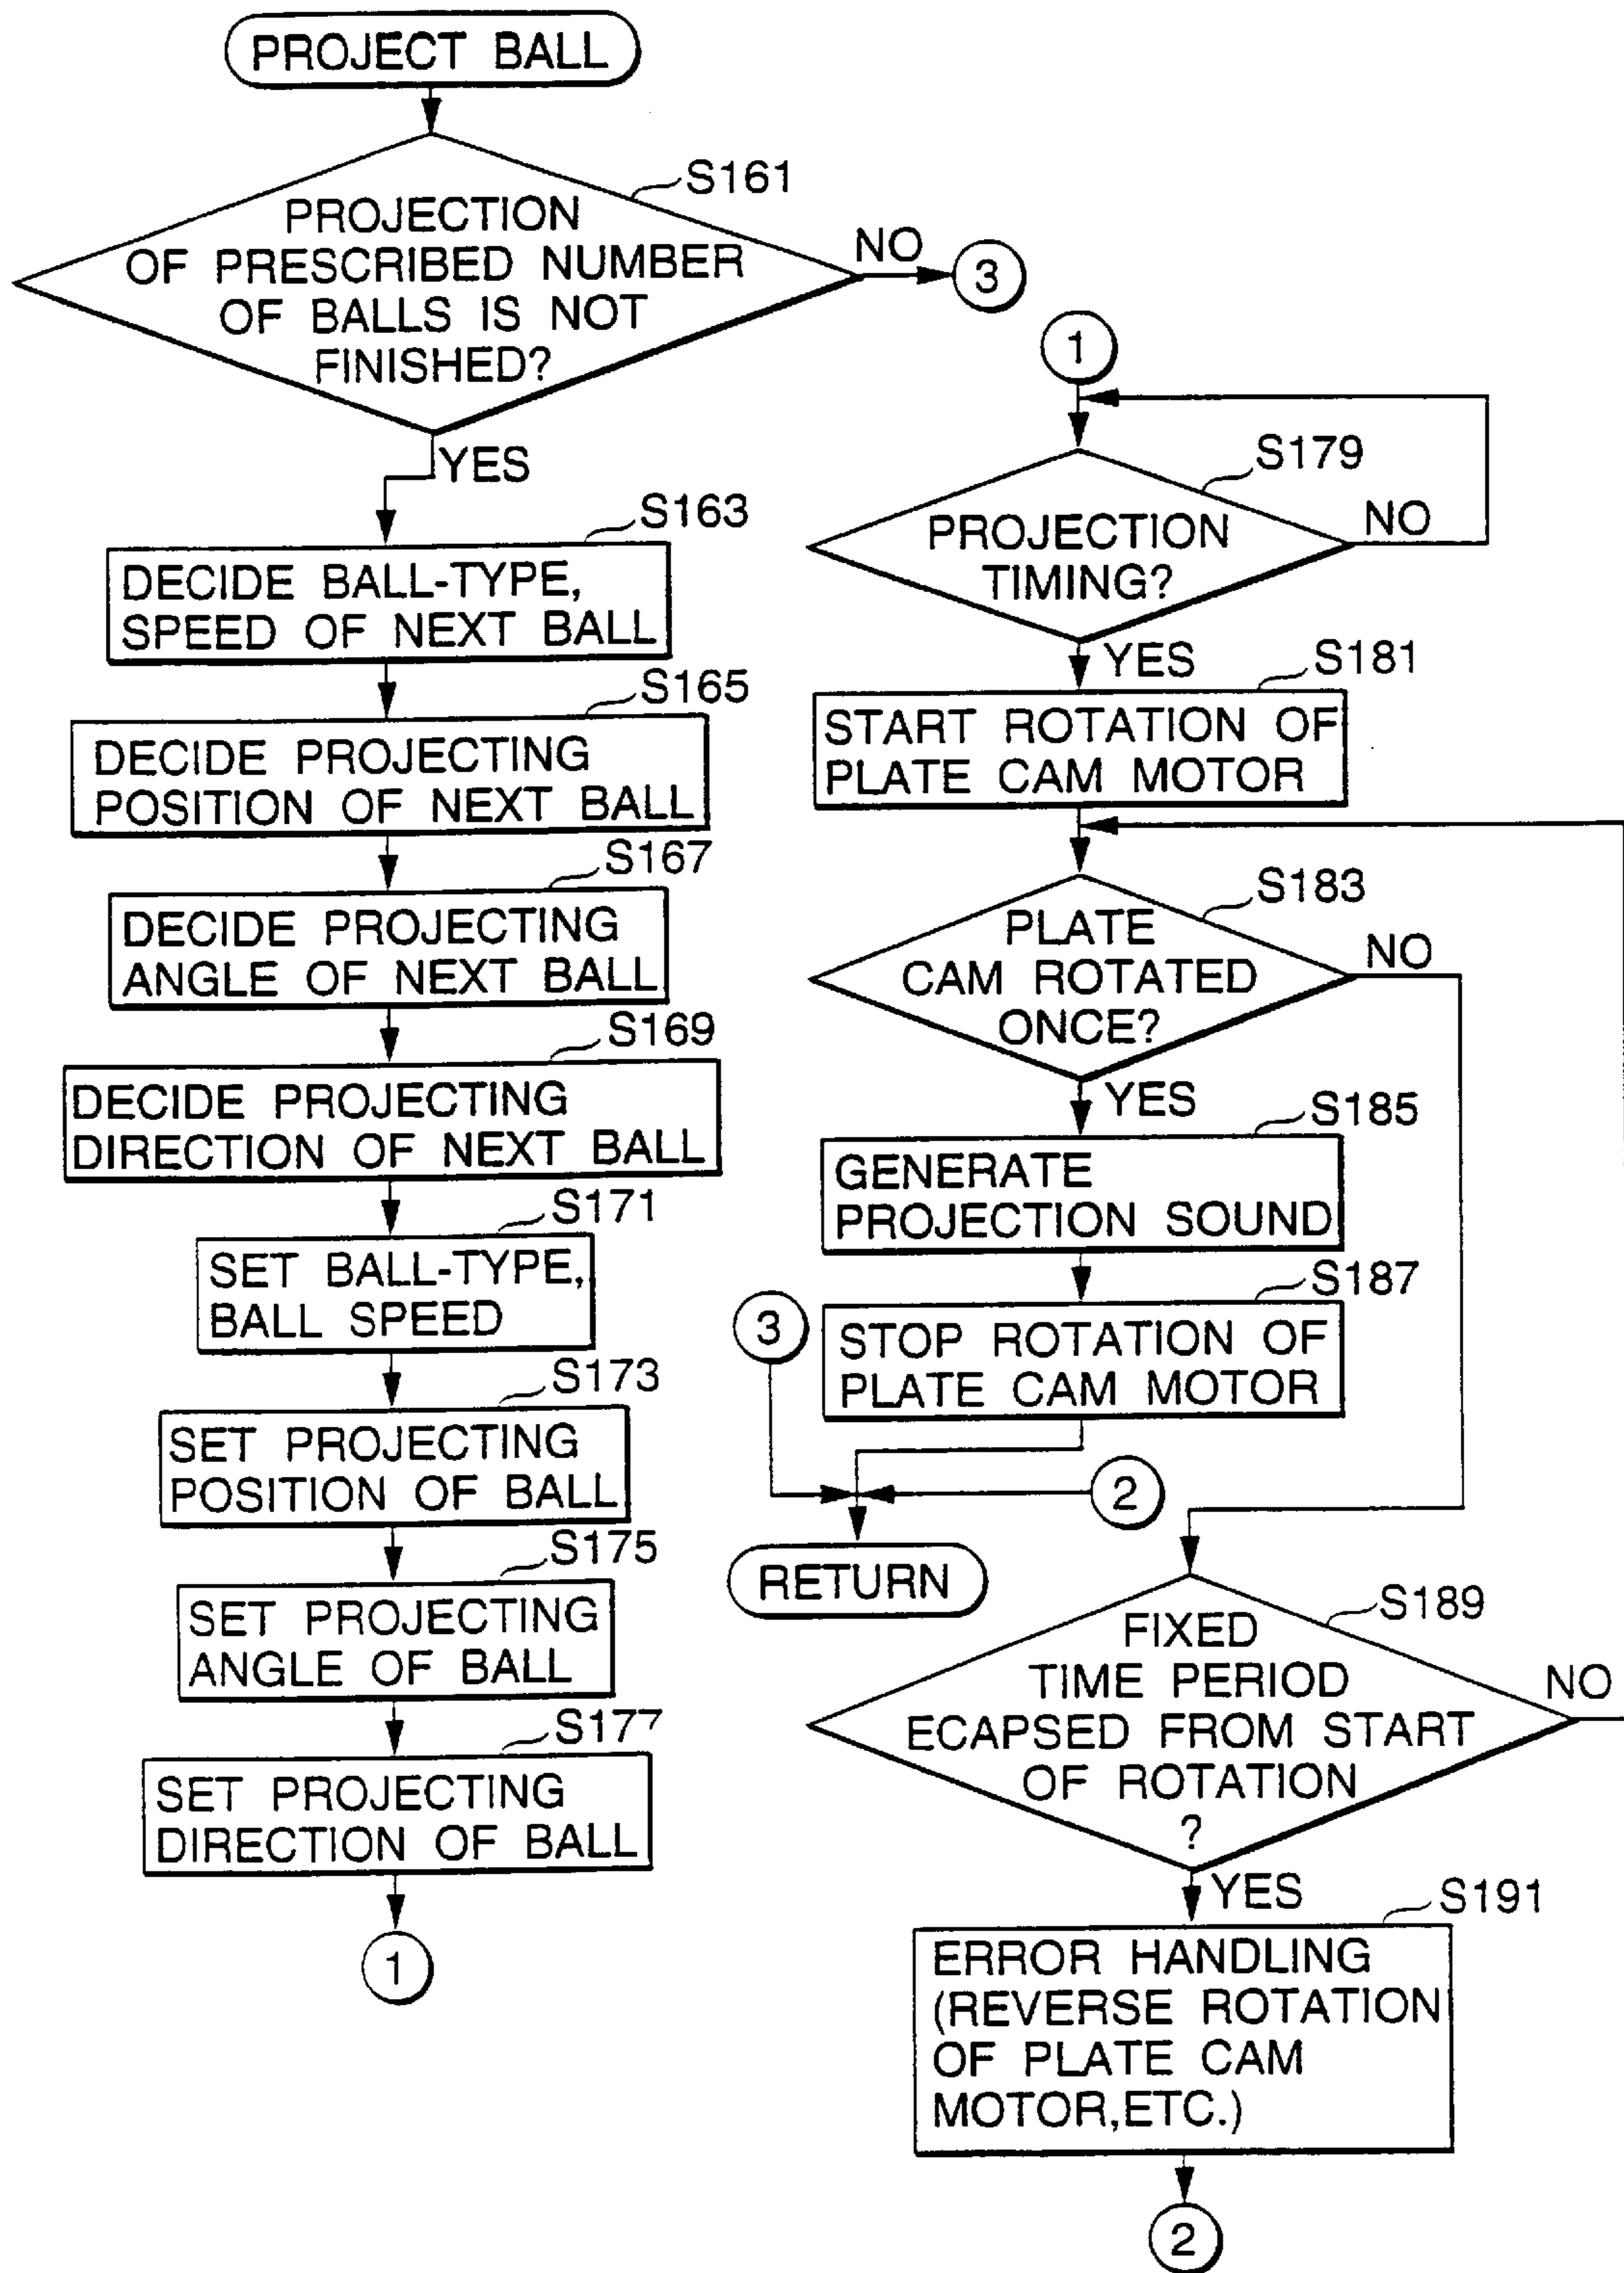 PROJECT BALL
S161
PROJECTION
OF PRESCRIBED NUMBER
OF BALLS IS NOT
FINISHED?
NO
3
YES
S163
DECIDE BALL-TYPE,
SPEED OF NEXT BALL
S165
DECIDE PROJECTING
POSITION OF NEXT BALL
S167
DECIDE PROJECTING
ANGLE OF NEXT BALL
S169
DECIDE PROJECTING
DIRECTION OF NEXT BALL
S171
SET BALL-TYPE,
BALL SPEED
S173
SET PROJECTING
POSITION OF BALL
S175
SET PROJECTING
ANGLE OF BALL
S177
SET PROJECTING
DIRECTION OF BALL
1
1
S179
PROJECTION
TIMING?
NO
YES
S181
START ROTATION OF
PLATE CAM MOTOR
S183
PLATE
CAM ROTATED
ONCE?
NO
YES
S185
GENERATE
PROJECTION SOUND
S187
STOP ROTATION OF
PLATE CAM MOTOR
3
2
RETURN
S189
FIXED
TIME PERIOD
ECAPSED FROM START
OF ROTATION
?
NO
YES
S191
ERROR HANDLING
(REVERSE ROTATION
OF PLATE CAM
MOTOR,ETC.)
2